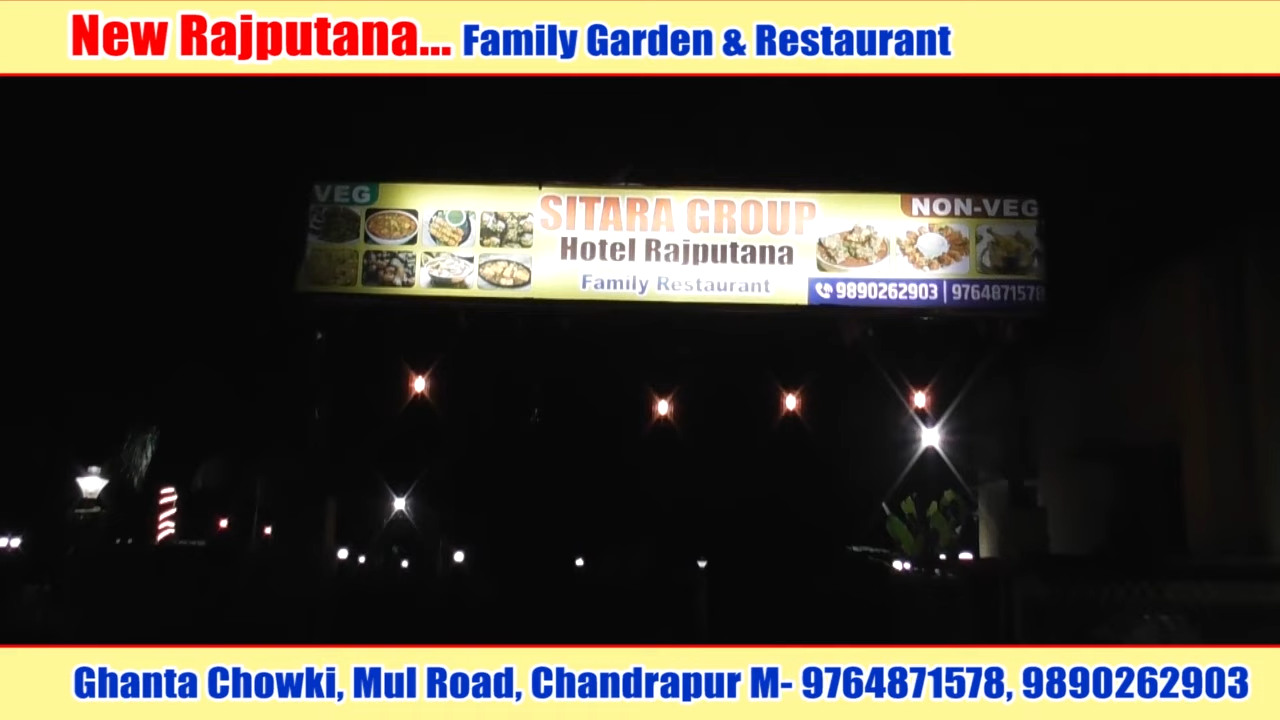 New Rajputana... Family Garden & Restaurant
VEG
SITARA GROUP
NON-VEG
Hotel Rajputana
Family Restaurant
9890262903 | 9764871578
Ghanta Chowki, Mul Road, Chandrapur M- 9764871578, 9890262903